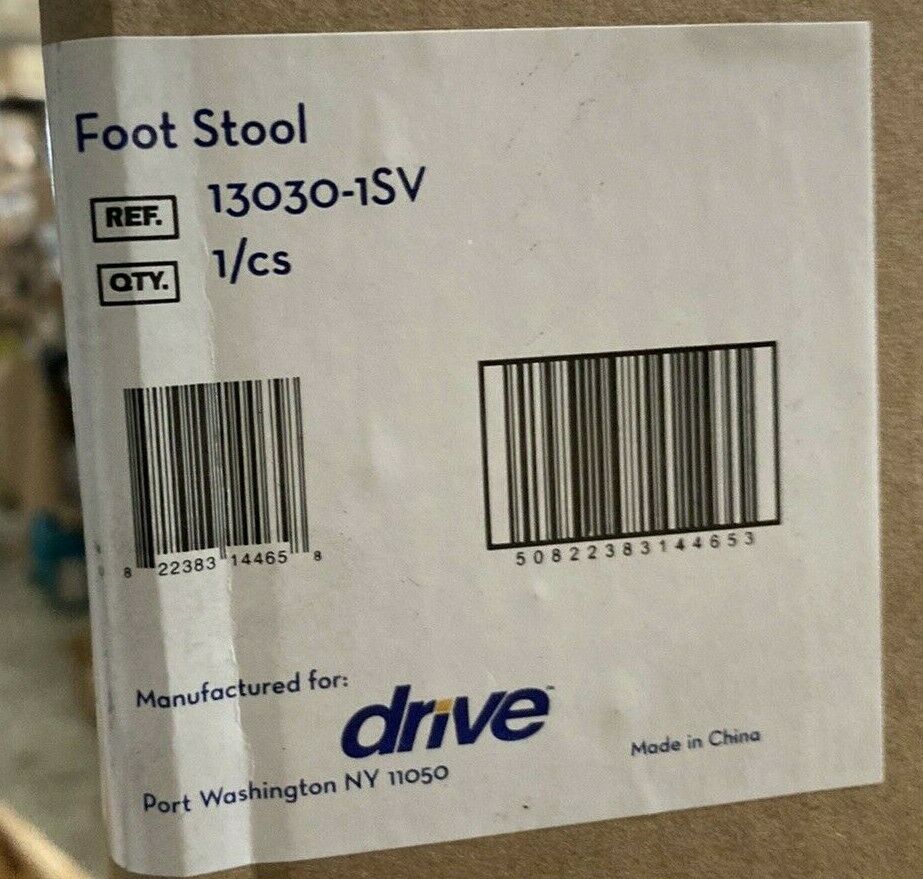 Foot Stool
REF. 13030-1SV
QTY. 1/cs
8 22383 14465 8
50822383144653
Manufactured for:
drive™
Port Washington NY 11050
Made in China